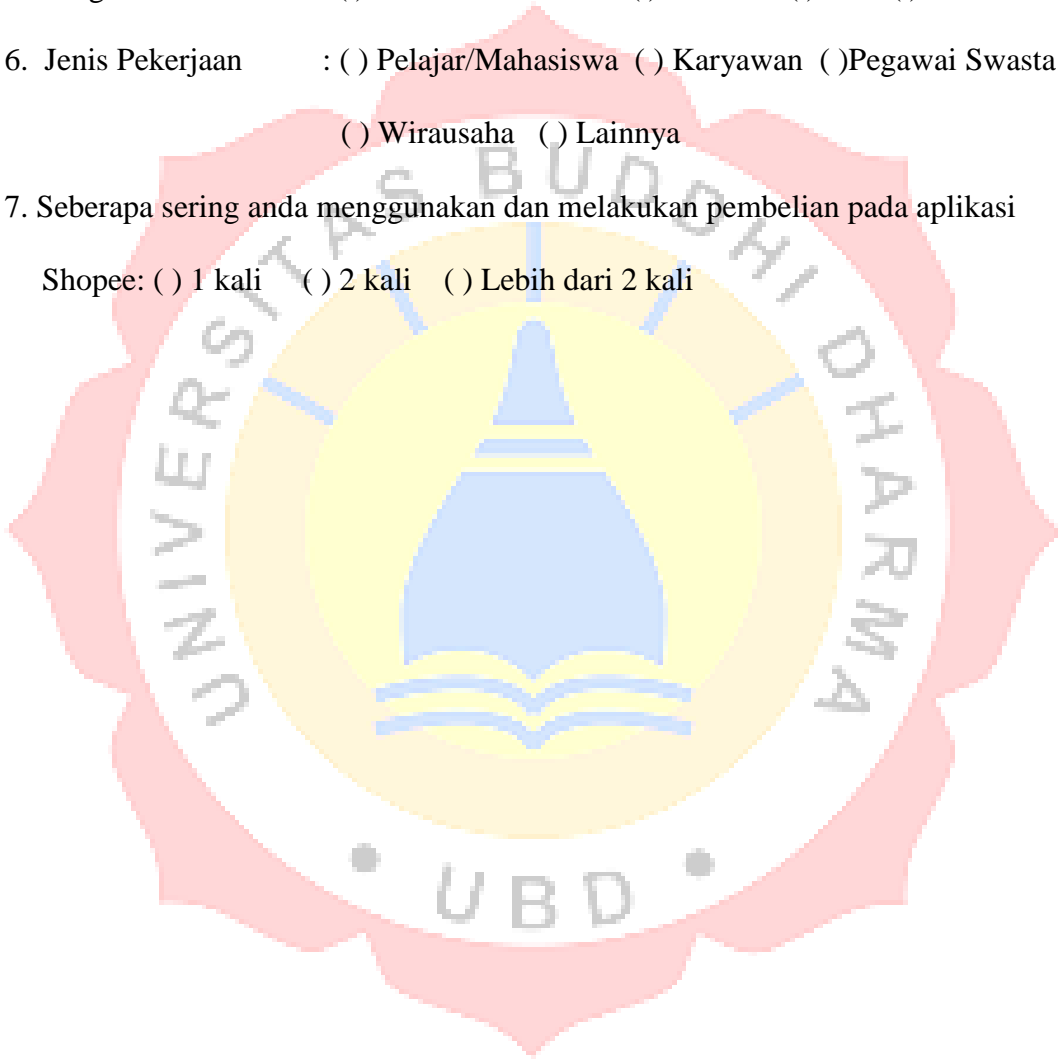 6. Jenis Pekerjaan : ( ) Pelajar/Mahasiswa ( ) Karyawan ( )Pegawai Swasta
( ) Wirausaha ( ) Lainnya
7. Seberapa sering anda menggunakan dan melakukan pembelian pada aplikasi
Shopee: ( ) 1 kali ( ) 2 kali ( ) Lebih dari 2 kali
UNIVERSITAS BUDDHI DHARMA
• UBD •